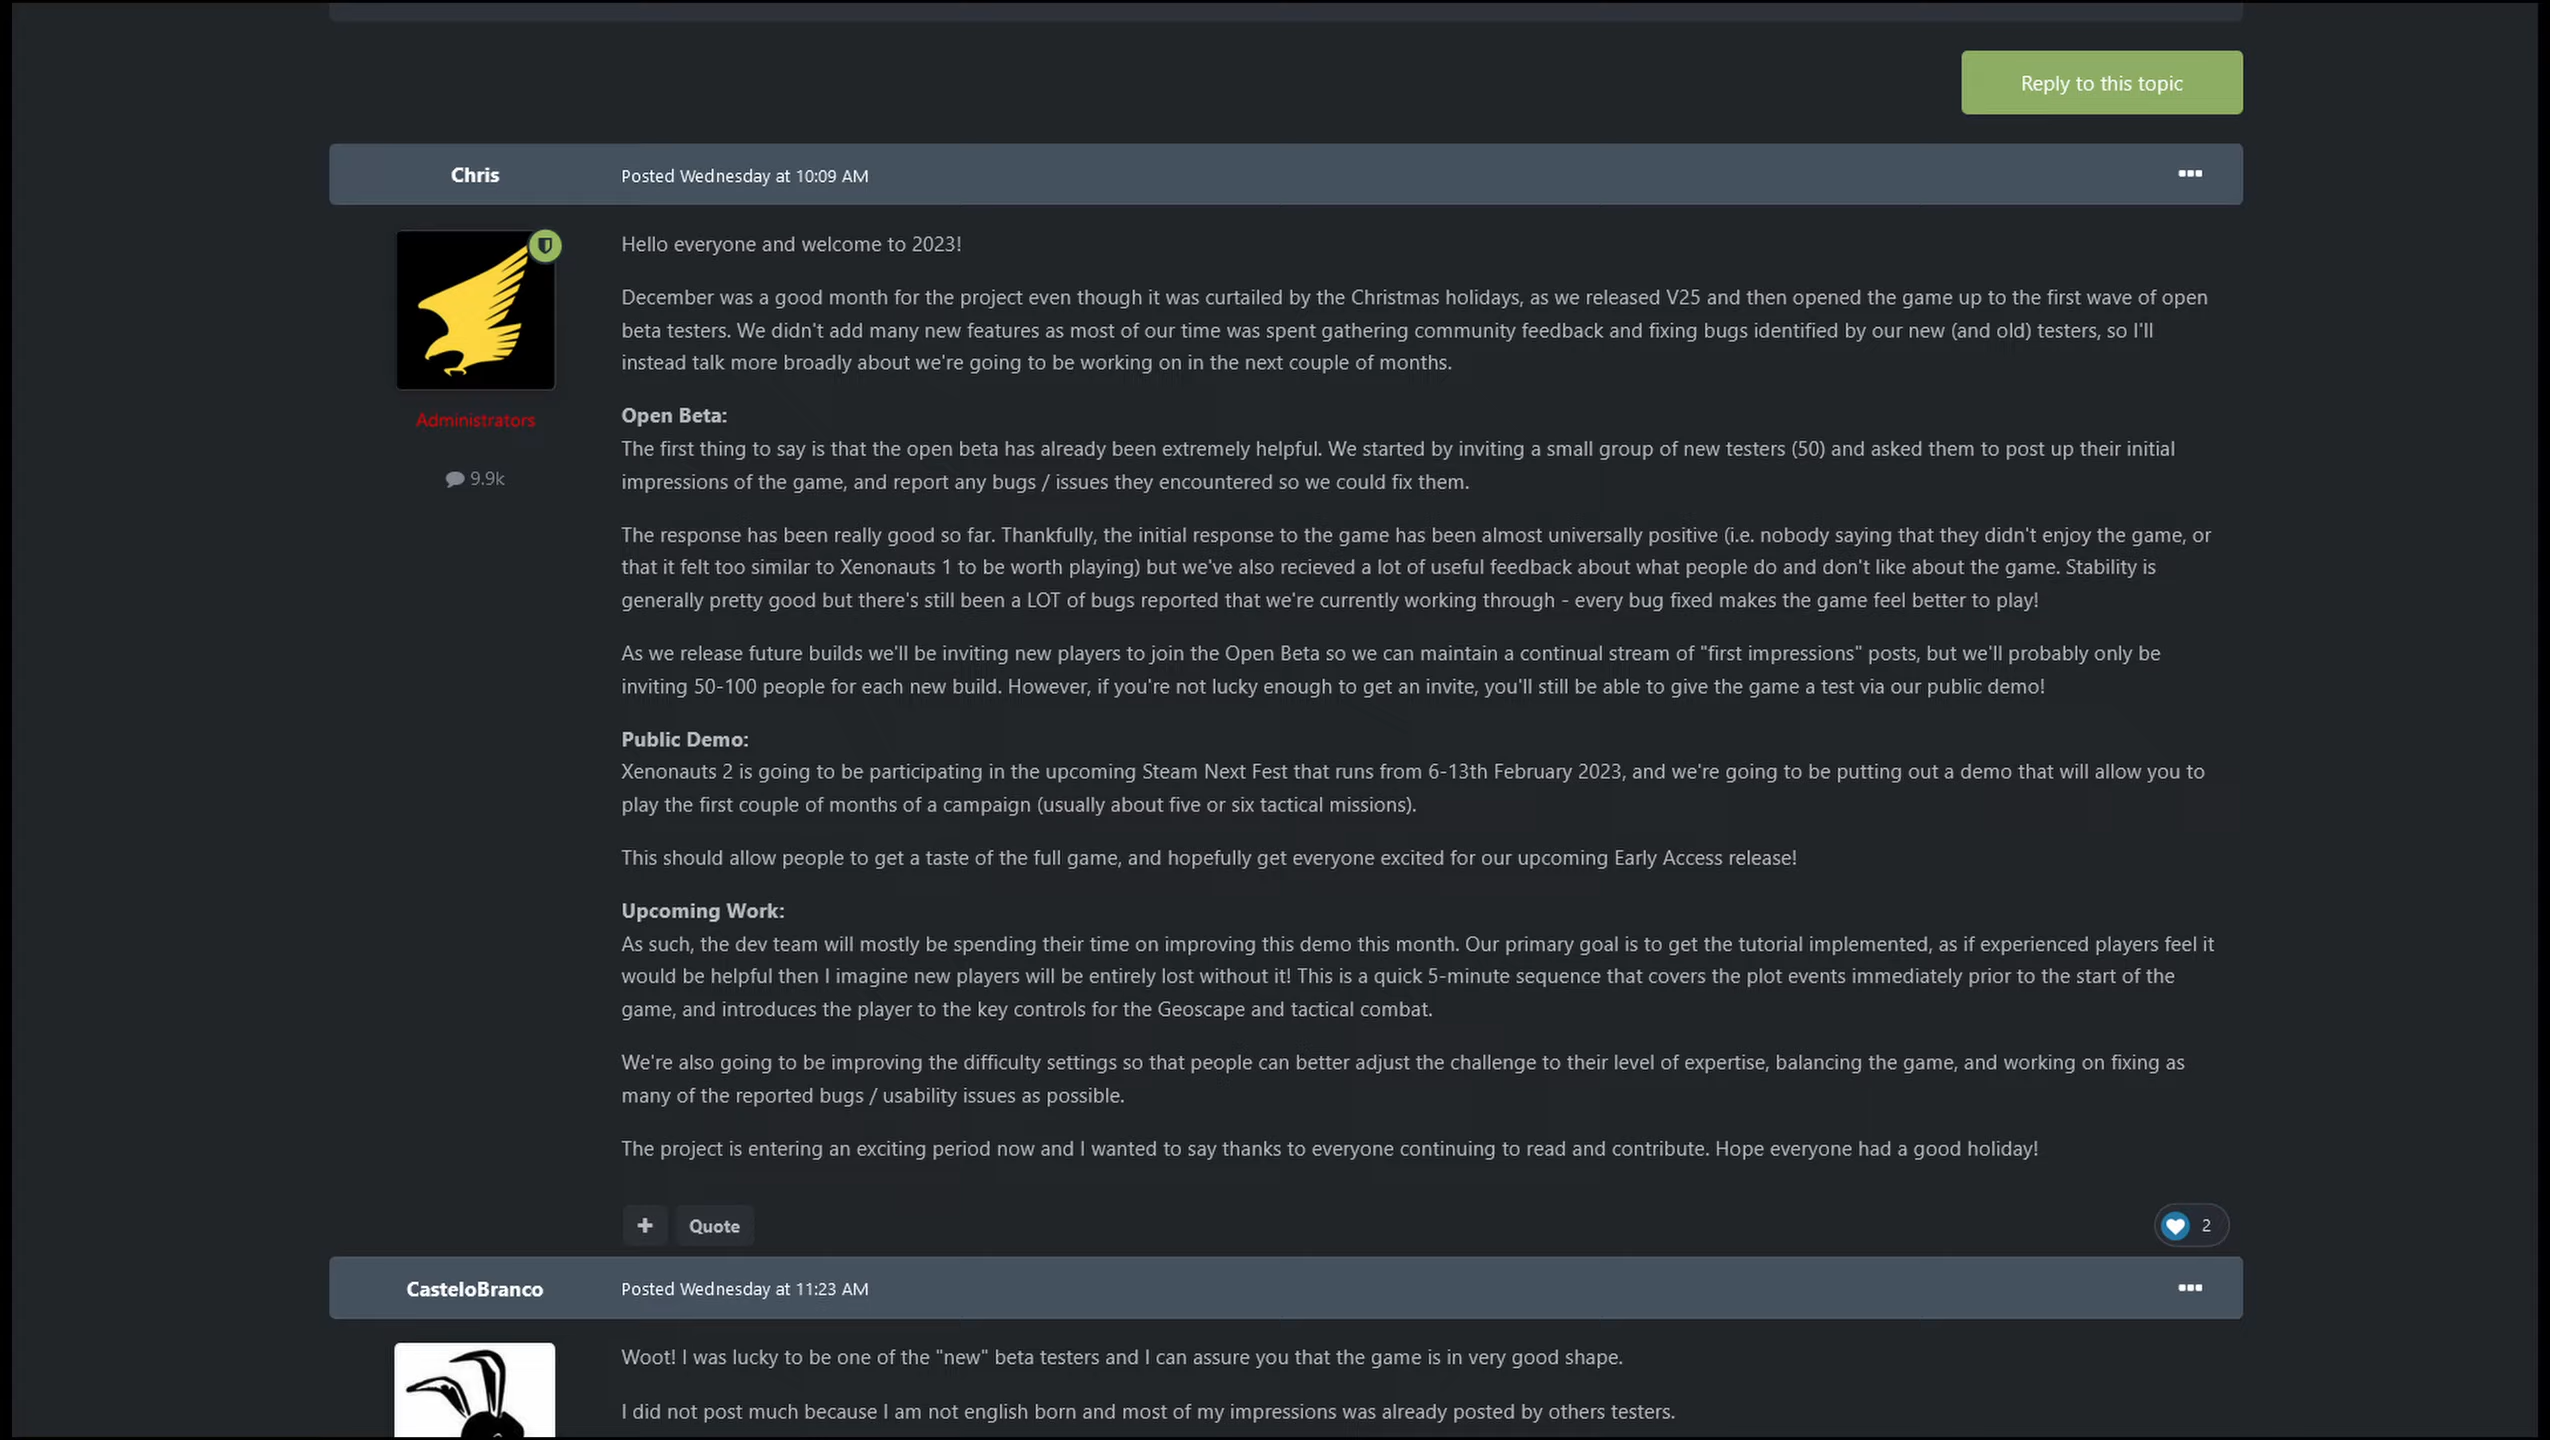 Reply to this topic
Chris
Posted Wednesday at 10:09 AM
Hello everyone and welcome to 2023!
December was a good month for the project even though it was curtailed by the Christmas holidays, as we released V25 and then opened the game up to the first wave of open
beta testers. We didn't add many new features as most of our time was spent gathering community feedback and fixing bugs identified by our new (and old) testers, so I'll
instead talk more broadly about we're going to be working on in the next couple of months.
Administrators
9.9k
Open Beta:
The first thing to say is that the open beta has already been extremely helpful. We started by inviting a small group of new testers (50) and asked them to post up their initial
impressions of the game, and report any bugs / issues they encountered so we could fix them.
The response has been really good so far. Thankfully, the initial response to the game has been almost universally positive (i.e. nobody saying that they didn't enjoy the game, or
that it felt too similar to Xenonauts 1 to be worth playing) but we've also recieved a lot of useful feedback about what people do and don't like about the game. Stability is
generally pretty good but there's still been a LOT of bugs reported that we're currently working through - every bug fixed makes the game feel better to play!
As we release future builds we'll be inviting new players to join the Open Beta so we can maintain a continual stream of "first impressions" posts, but we'll probably only be
inviting 50-100 people for each new build. However, if you're not lucky enough to get an invite, you'll still be able to give the game a test via our public demo!
Public Demo:
Xenonauts 2 is going to be participating in the upcoming Steam Next Fest that runs from 6-13th February 2023, and we're going to be putting out a demo that will allow you to
play the first couple of months of a campaign (usually about five or six tactical missions).
This should allow people to get a taste of the full game, and hopefully get everyone excited for our upcoming Early Access release!
Upcoming Work:
As such, the dev team will mostly be spending their time on improving this demo this month. Our primary goal is to get the tutorial implemented, as if experienced players feel it
would be helpful then I imagine new players will be entirely lost without it! This is a quick 5-minute sequence that covers the plot events immediately prior to the start of the
game, and introduces the player to the key controls for the Geoscape and tactical combat.
We're also going to be improving the difficulty settings so that people can better adjust the challenge to their level of expertise, balancing the game, and working on fixing as
many of the reported bugs / usability issues as possible.
The project is entering an exciting period now and I wanted to say thanks to everyone continuing to read and contribute. Hope everyone had a good holiday!
+ Quote
2
CasteloBranco
Posted Wednesday at 11:23 AM
Woot! I was lucky to be one of the "new" beta testers and I can assure you that the game is in very good shape.
I did not post much because I am not english born and most of my impressions was already posted by others testers.